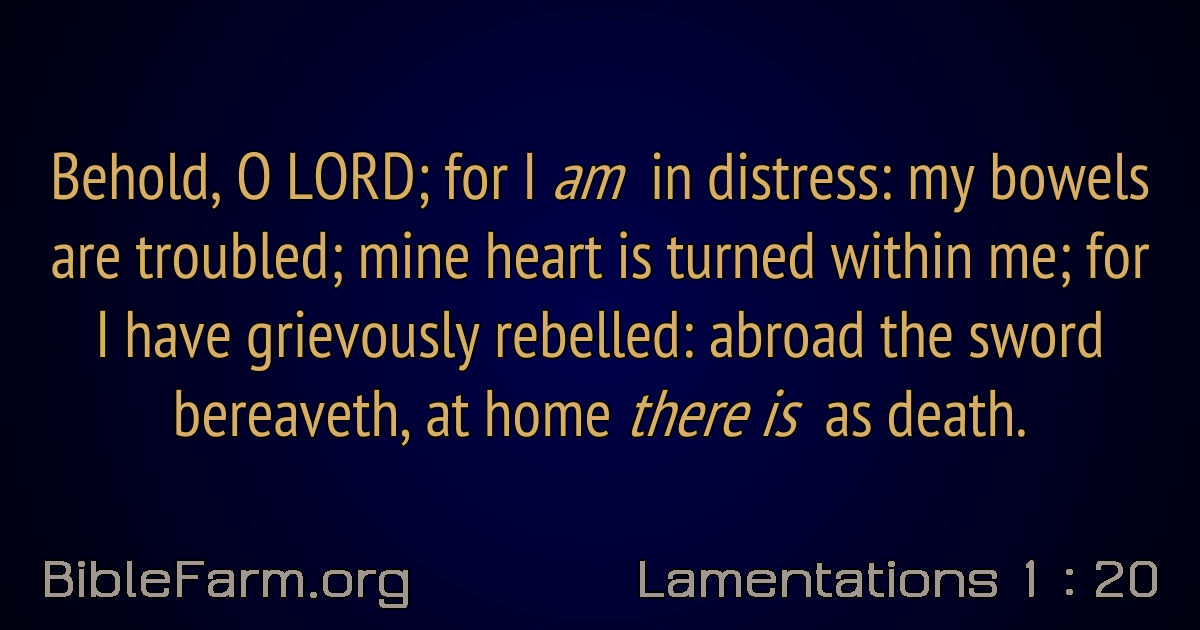 Behold, O LORD; for I am in distress: my bowels
are troubled; mine heart is turned within me; for
I have grievously rebelled: abroad the sword
bereaveth, at home there is as death.
BibleFarm.org
Lamentations 1 : 20